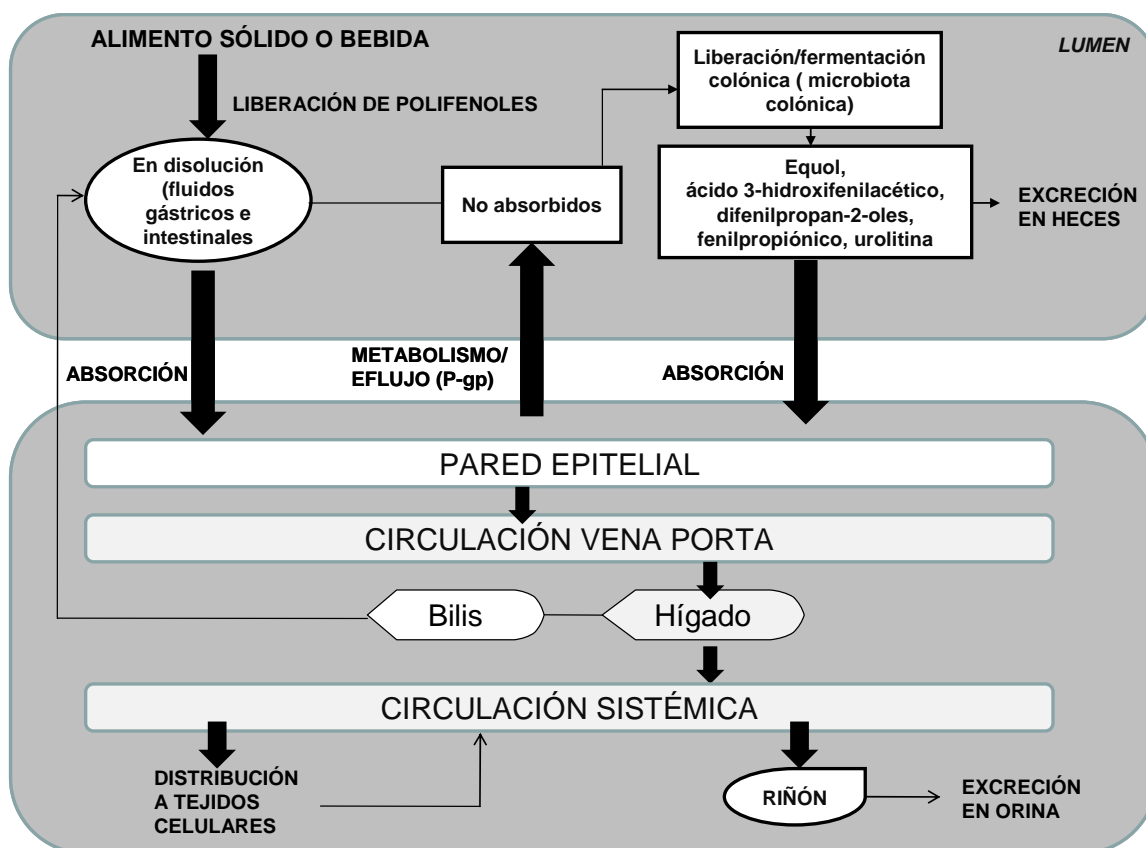 ALIMENTO SÓLIDO O BEBIDA
LUMEN
LIBERACIÓN DE POLIFENOLES
En disolución
(fluidos
gástricos e
intestinales
No absorbidos
Liberación/fermentación
colónica ( microbiota
colónica)
Equol,
ácido 3-hidroxifenilacético,
difenilpropan-2-oles,
fenilpropiónico, urolitina
EXCRECIÓN
EN HECES
ABSORCIÓN
METABOLISMO/
EFLUJO (P-gp)
ABSORCIÓN
PARED EPITELIAL
CIRCULACIÓN VENA PORTA
Bilis
Hígado
CIRCULACIÓN SISTÉMICA
DISTRIBUCIÓN
A TEJIDOS
CELULARES
RIÑÓN
EXCRECIÓN
EN ORINA